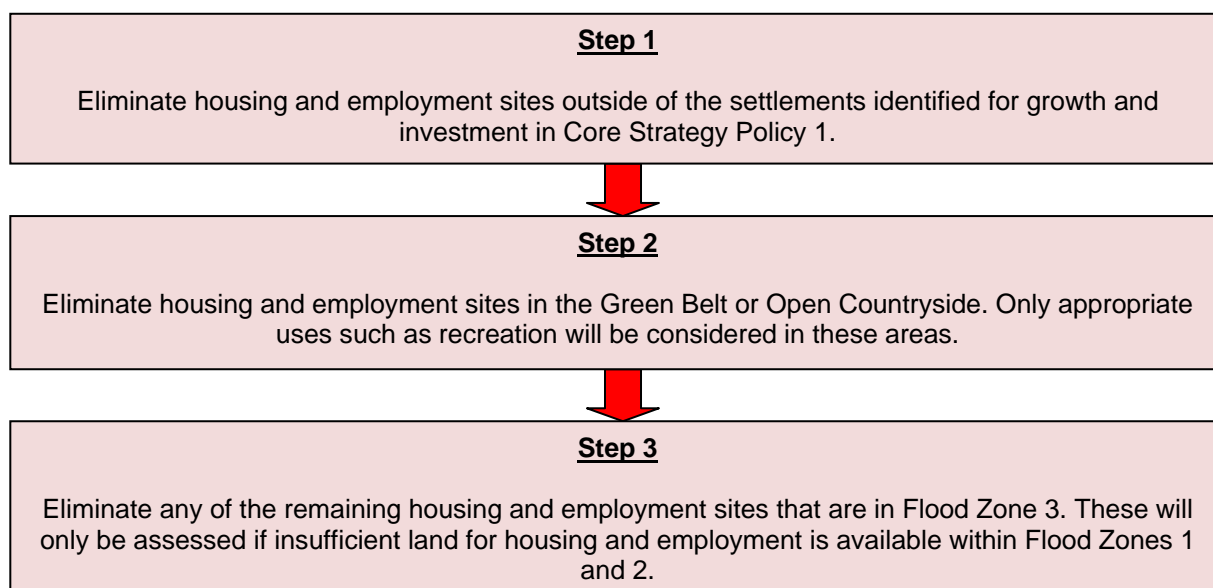 Step 1
Eliminate housing and employment sites outside of the settlements identified for growth and
investment in Core Strategy Policy 1.
Step 2
Eliminate housing and employment sites in the Green Belt or Open Countryside. Only appropriate
uses such as recreation will be considered in these areas.
Step 3
Eliminate any of the remaining housing and employment sites that are in Flood Zone 3. These will
only be assessed if insufficient land for housing and employment is available within Flood Zones 1
and 2.